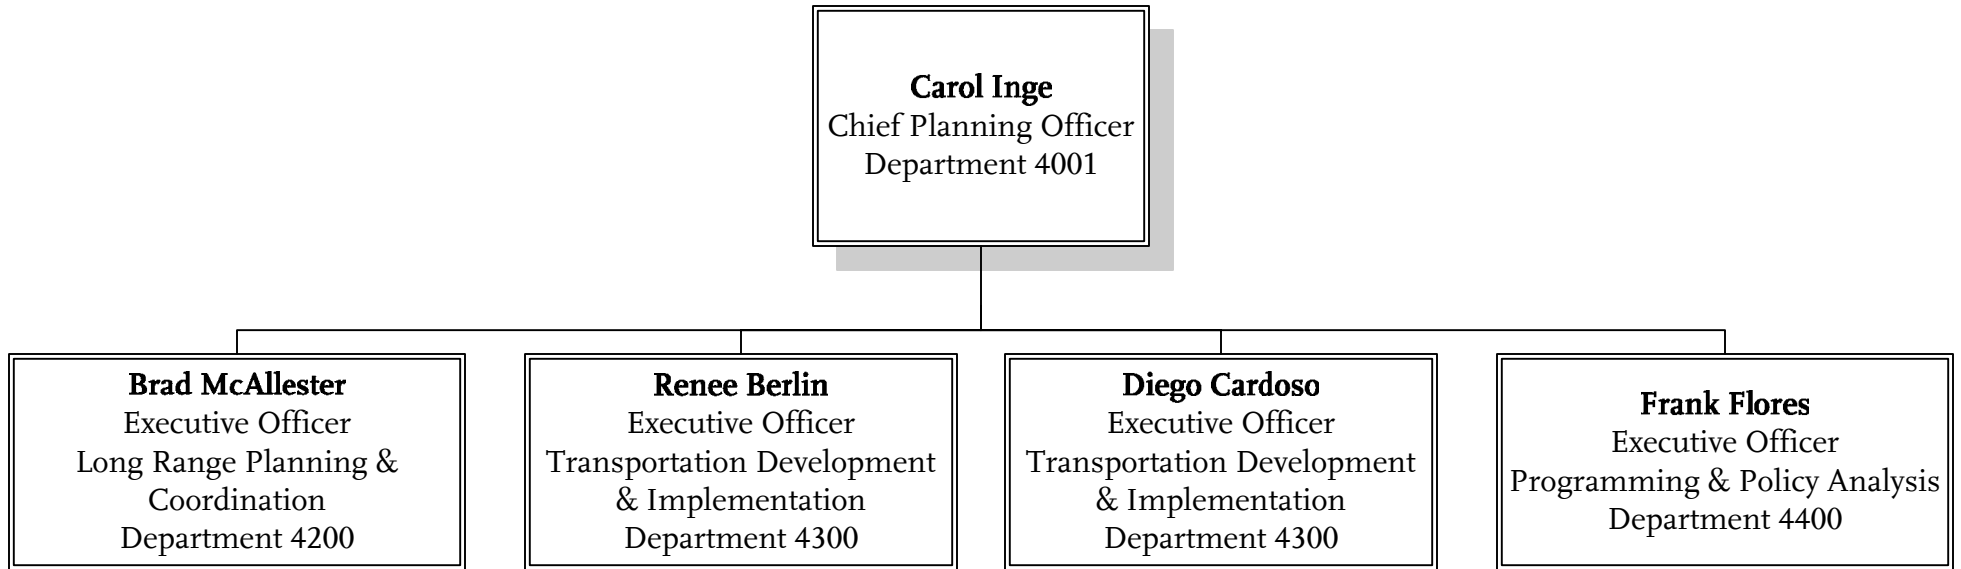 Carol Inge
Chief Planning Officer
Department 4001
Brad McAllester
Executive Officer
Long Range Planning &
Coordination
Department 4200
Renee Berlin
Executive Officer
Transportation Development
& Implementation
Department 4300
Diego Cardoso
Executive Officer
Transportation Development
& Implementation
Department 4300
Frank Flores
Executive Officer
Programming & Policy Analysis
Department 4400